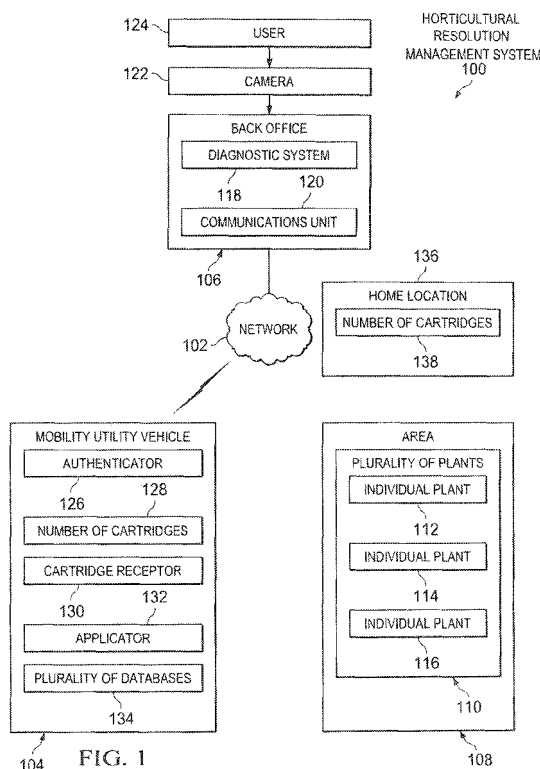 HORTICULTURAL
RESOLUTION
MANAGEMENT SYSTEM
100
124
USER
122
CAMERA
BACK OFFICE
DIAGNOSTIC SYSTEM
118
120
COMMUNICATIONS UNIT
106
136
HOME LOCATION
NUMBER OF CARTRIDGES
138
102
NETWORK
MOBILITY UTILITY VEHICLE
AUTHENTICATOR
126
128
NUMBER OF CARTRIDGES
CARTRIDGE RECEPTOR
130
132
APPLICATOR
PLURALITY OF DATABASES
134
104
AREA
PLURALITY OF PLANTS
INDIVIDUAL PLANT
112
INDIVIDUAL PLANT
114
INDIVIDUAL PLANT
116
110
108
FIG. 1